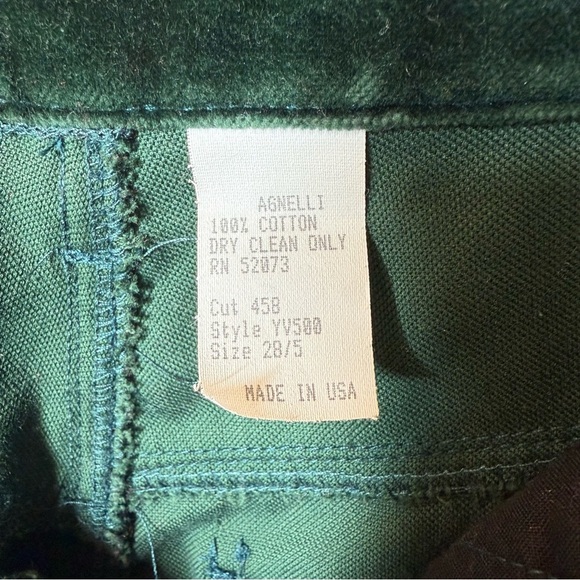 AGNELLI
100% COTTON
DRY CLEAN ONLY
RN 52073
Cut 458
Style YV500
Size 28/5
MADE IN USA